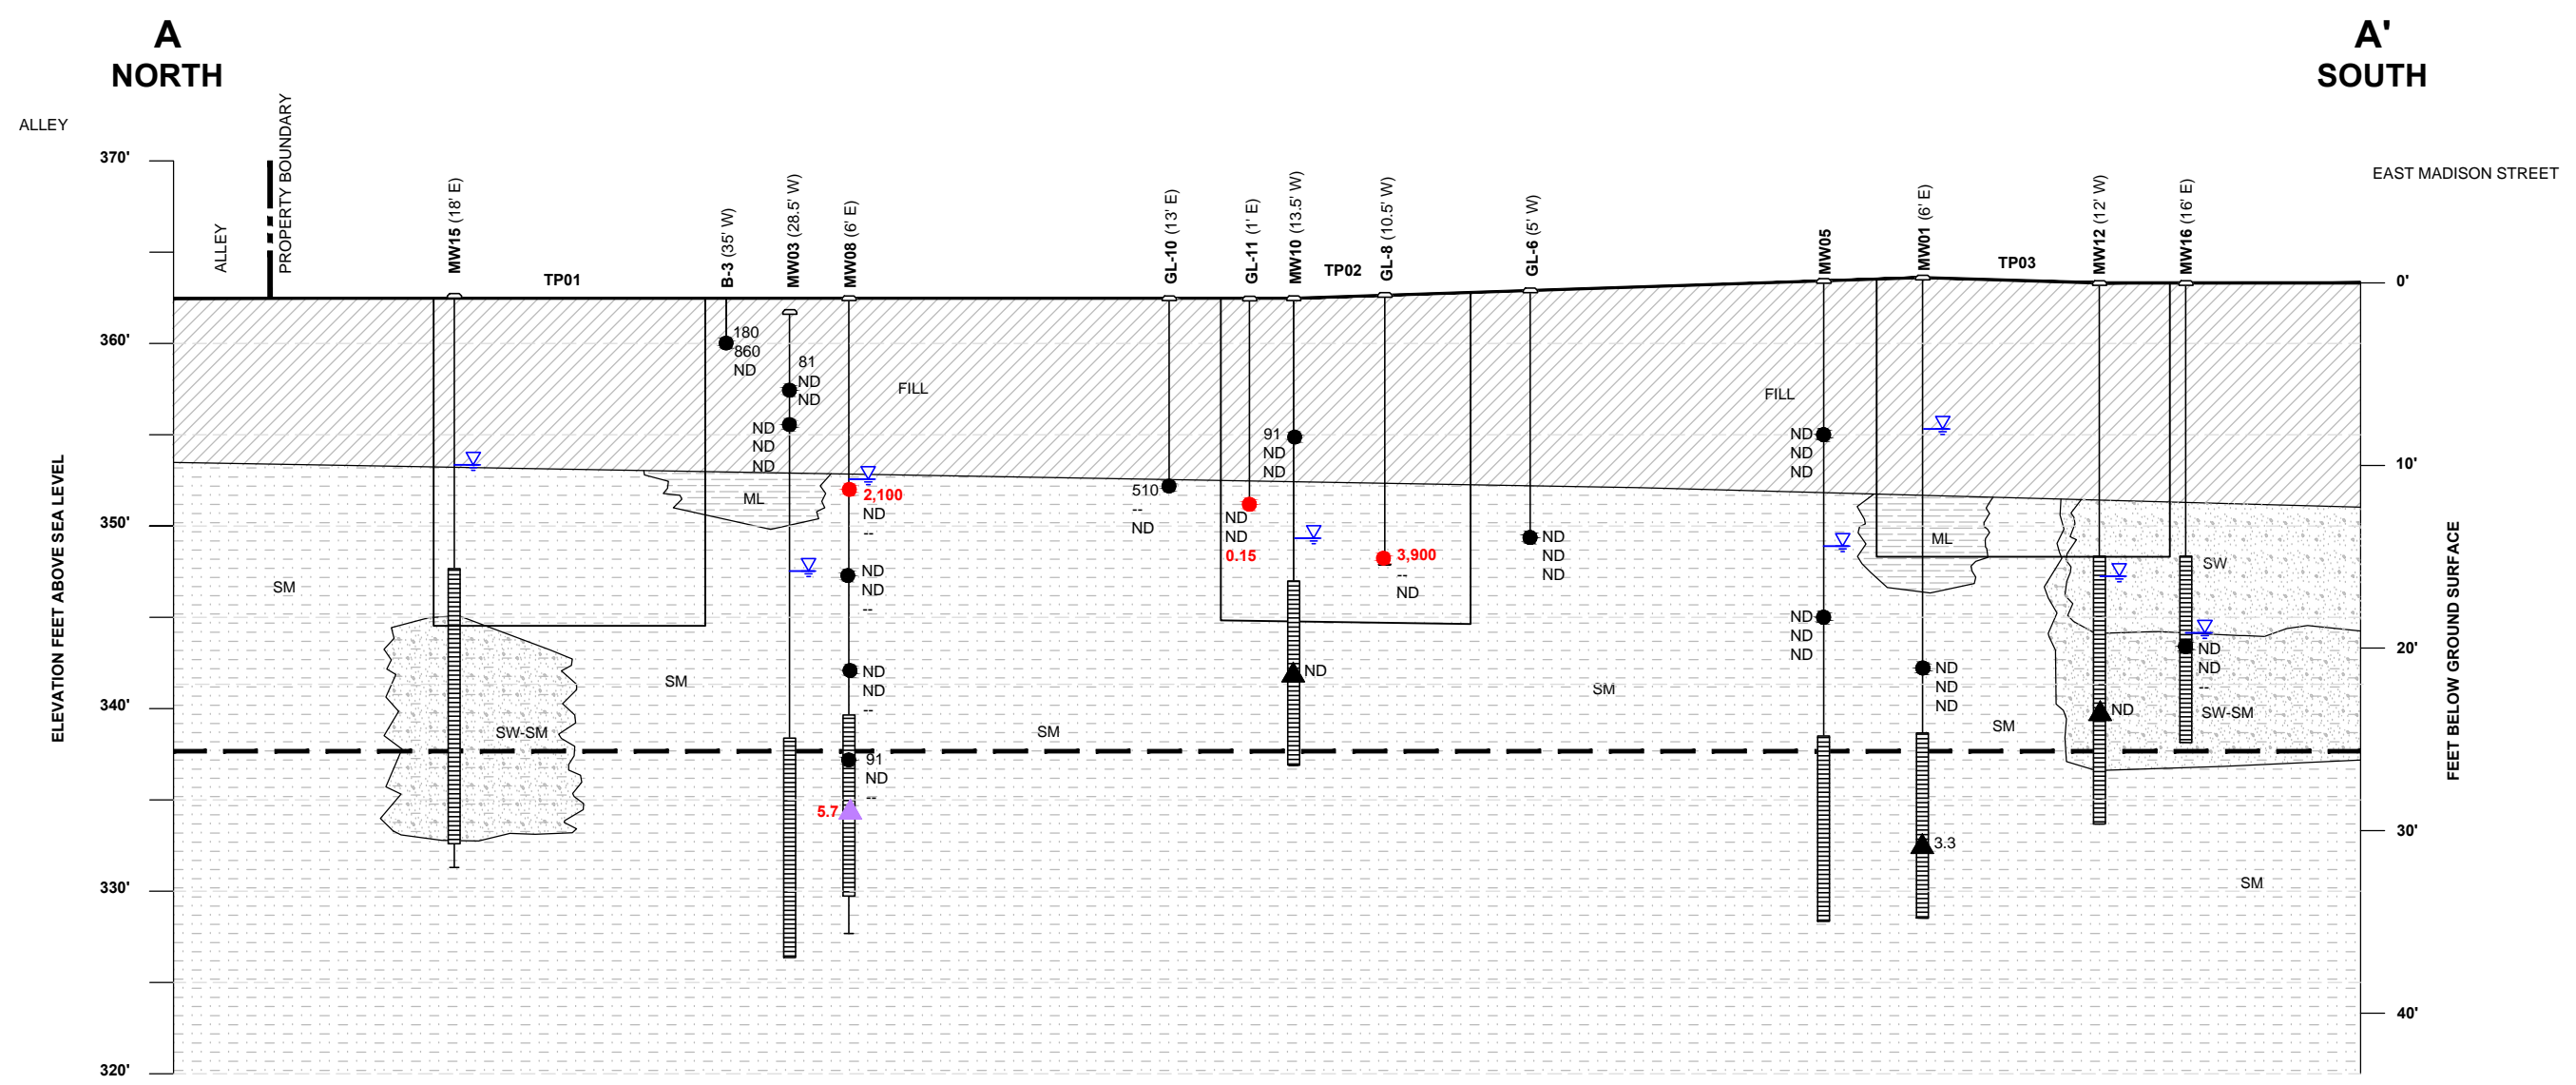 A
NORTH
A'
SOUTH
ALLEY
EAST MADISON STREET
ALLEY
PROPERTY BOUNDARY
MW15 (18' E)
TP01
B-3 (35' W)
MW03 (28.5' W)
MW08 (6' E)
GL-10 (13' E)
GL-11 (1' E)
MW10 (13.5' W)
TP02
GL-8 (10.5' W)
GL-6 (5' W)
MW05
MW01 (6' E)
TP03
MW12 (12' W)
MW16 (16' E)
ELEVATION FEET ABOVE SEA LEVEL
370'
360'
350'
340'
330'
320'
FEET BELOW GROUND SURFACE
0'
10'
20'
30'
40'
180
860
ND
81
ND
ND
ND
ND
ND
2,100
ND
--
ND
ND
--
ND
ND
--
91
ND
--
5.7
510
--
ND
ND
ND
0.15
91
ND
ND
ND
3,900
--
ND
ND
ND
ND
ND
ND
ND
ND
ND
ND
ND
ND
ND
3.3
ND
ND
ND
--
FILL
FILL
ML
ML
SM
SM
SW-SM
SM
SM
SM
SW
SW-SM
SM